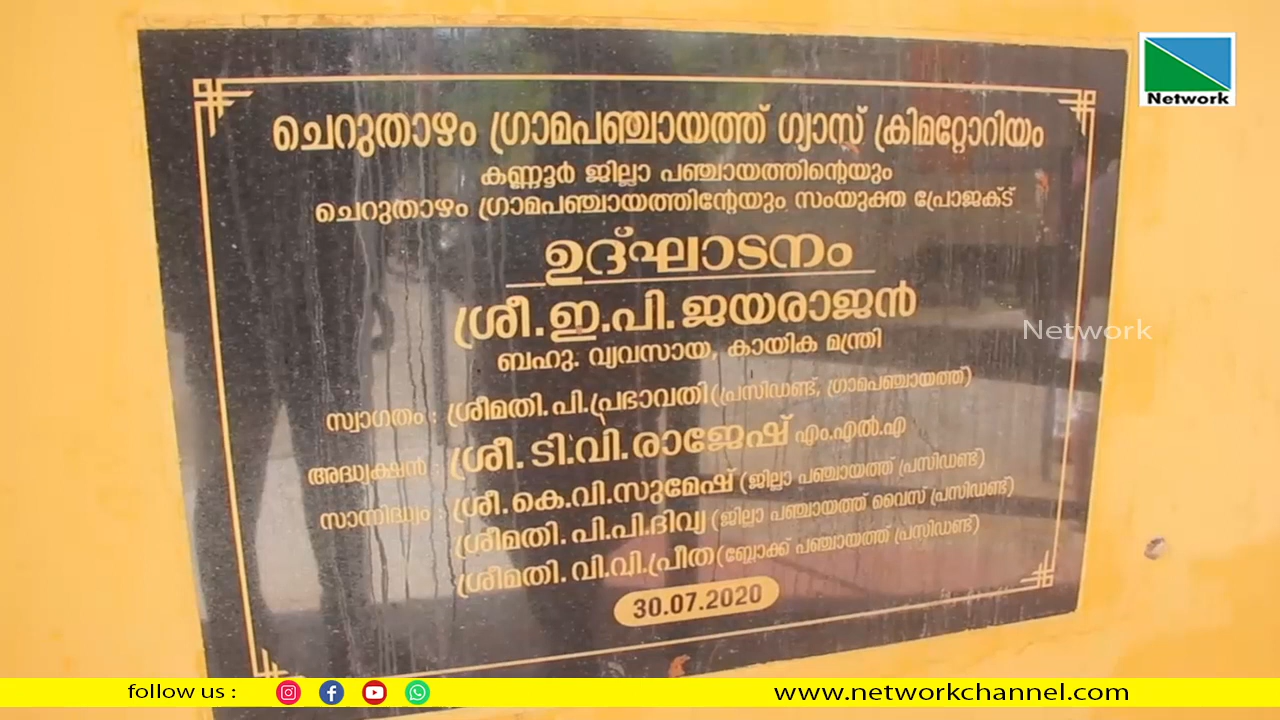 Network
ചെറുതാഴം ഗ്രാമപഞ്ചായത്ത് ഗ്യാസ് ക്രിമറ്റോറിയം
കണ്ണൂർ ജില്ലാ പഞ്ചായത്തിന്റെയും
ചെറുതാഴം ഗ്രാമപഞ്ചായത്തിന്റേയും സംയുക്ത പ്രോജക്ട്
ഉദ്ഘാടനം
ശ്രീ.ഇ.പി.ജയരാജൻ
ബഹു. വ്യവസായ, കായിക മന്ത്രി
Network
സ്വാഗതം : ശ്രീമതി.പി.പ്രഭാവതി (പ്രസിഡണ്ട്, ഗ്രാമപഞ്ചായത്ത്)
അദ്ധ്യക്ഷൻ : ശ്രീ. ടി.വി.രാജേഷ് എം.എൽ.എ
സാന്നിദ്ധ്യം : ശ്രീ.കെ.വി.സുമേഷ് (ജില്ലാ പഞ്ചായത്ത് പ്രസിഡണ്ട്)
ശ്രീമതി. പി.പി.ദിവ്യ (ജില്ലാ പഞ്ചായത്ത് വൈസ് പ്രസിഡണ്ട്)
ശ്രീമതി. വി.വി.പ്രീത (ബ്ലോക്ക് പഞ്ചായത്ത് പ്രസിഡണ്ട്)
30.07.2020
follow us : www.networkchannel.com